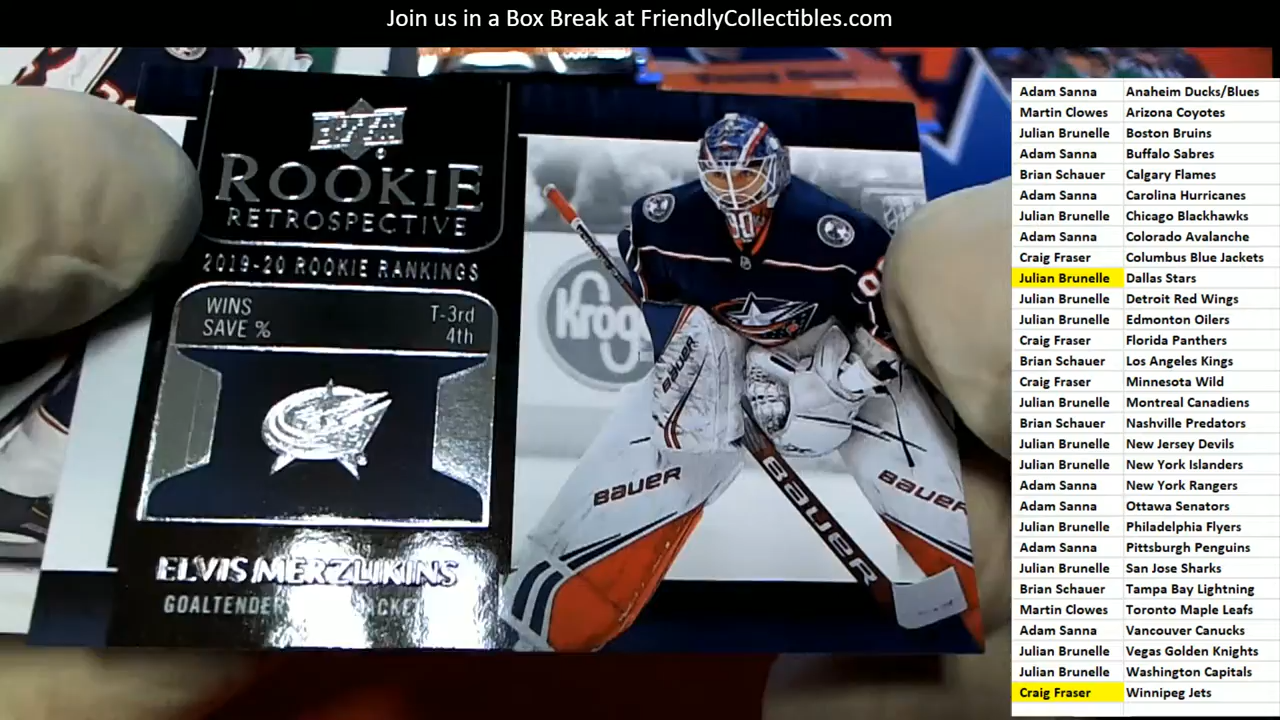 Join us in a Box Break at FriendlyCollectibles.com
ROOKIE
RETROSPECTIVE
2019-20 ROOKIE RANKINGS
WINS T-3rd
SAVE % 4th
ELVIS MERZLIKINS
GOALTENDER
BAUER
BAUER
BAUER
BAUER
Adam Sanna Anaheim Ducks/Blues
Martin Clowes Arizona Coyotes
Julian Brunelle Boston Bruins
Adam Sanna Buffalo Sabres
Brian Schauer Calgary Flames
Adam Sanna Carolina Hurricanes
Julian Brunelle Chicago Blackhawks
Adam Sanna Colorado Avalanche
Craig Fraser Columbus Blue Jackets
Julian Brunelle Dallas Stars
Julian Brunelle Detroit Red Wings
Julian Brunelle Edmonton Oilers
Craig Fraser Florida Panthers
Brian Schauer Los Angeles Kings
Craig Fraser Minnesota Wild
Julian Brunelle Montreal Canadiens
Brian Schauer Nashville Predators
Julian Brunelle New Jersey Devils
Julian Brunelle New York Islanders
Adam Sanna New York Rangers
Adam Sanna Ottawa Senators
Julian Brunelle Philadelphia Flyers
Adam Sanna Pittsburgh Penguins
Julian Brunelle San Jose Sharks
Brian Schauer Tampa Bay Lightning
Martin Clowes Toronto Maple Leafs
Adam Sanna Vancouver Canucks
Julian Brunelle Vegas Golden Knights
Julian Brunelle Washington Capitals
Craig Fraser Winnipeg Jets